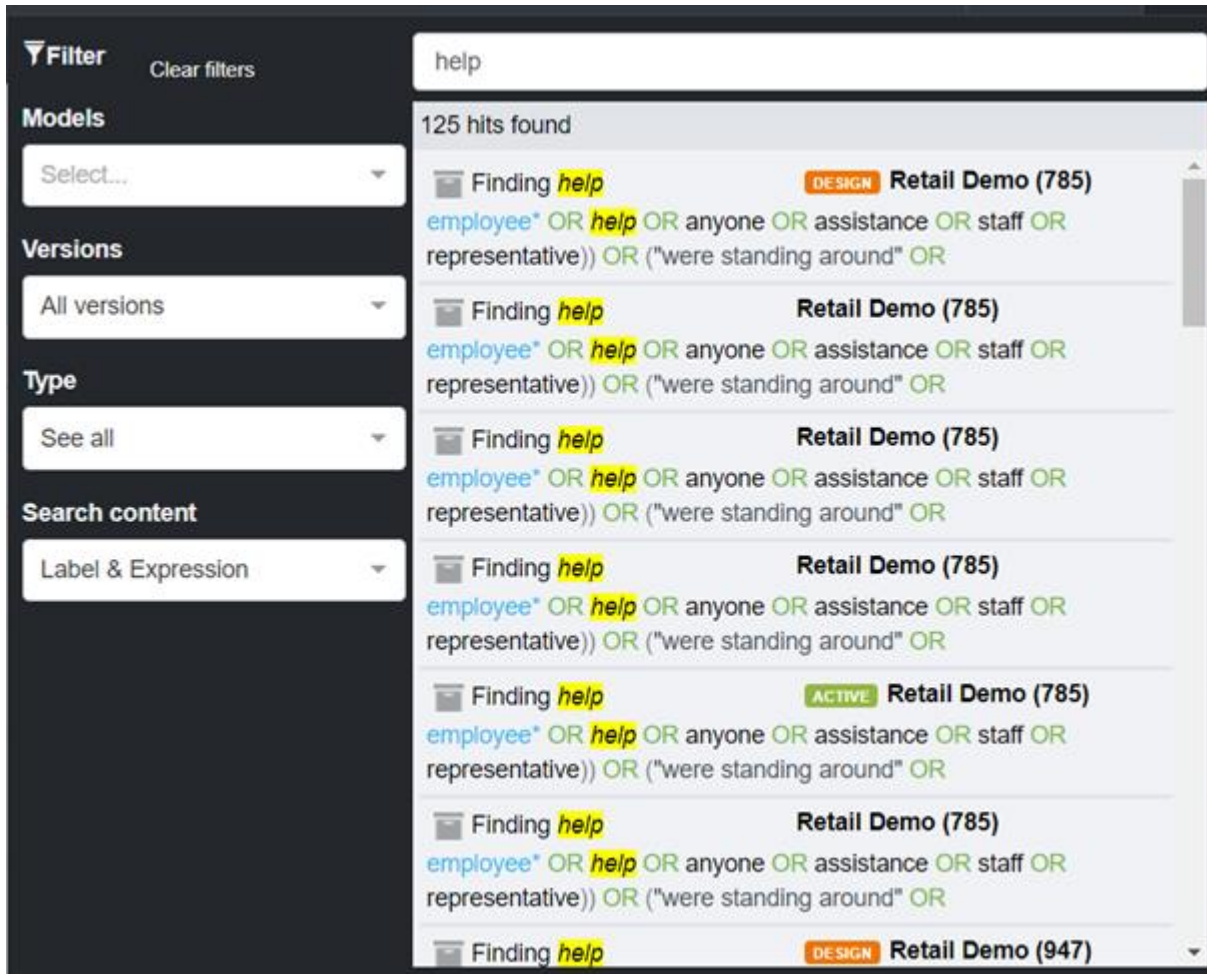 Filter Clear filters
Models
Select...
Versions
All versions
Type
See all
Search content
Label & Expression
help
125 hits found
Finding help DESIGN Retail Demo (785)
employee* OR help OR anyone OR assistance OR staff OR
representative)) OR ("were standing around" OR
Finding help Retail Demo (785)
employee* OR help OR anyone OR assistance OR staff OR
representative)) OR ("were standing around" OR
Finding help Retail Demo (785)
employee* OR help OR anyone OR assistance OR staff OR
representative)) OR ("were standing around" OR
Finding help Retail Demo (785)
employee* OR help OR anyone OR assistance OR staff OR
representative)) OR ("were standing around" OR
Finding help ACTIVE Retail Demo (785)
employee* OR help OR anyone OR assistance OR staff OR
representative)) OR ("were standing around" OR
Finding help Retail Demo (785)
employee* OR help OR anyone OR assistance OR staff OR
representative)) OR ("were standing around" OR
Finding help DESIGN Retail Demo (947)